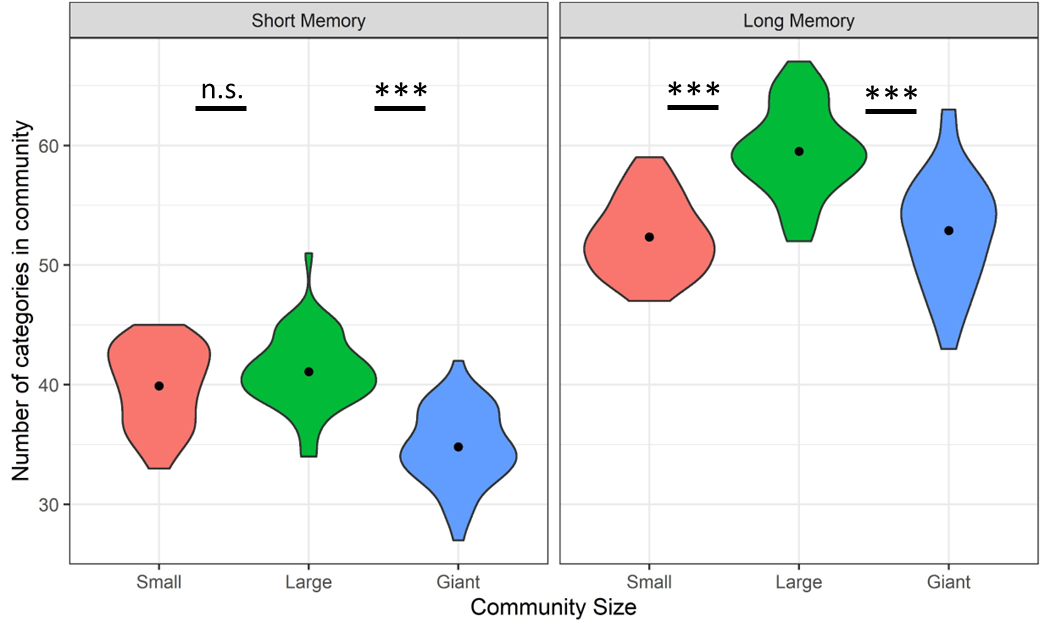 Short Memory
Long Memory
n.s.
***
***
***
Number of categories in community
60
50
40
30
Small
Large
Giant
Small
Large
Giant
Community Size